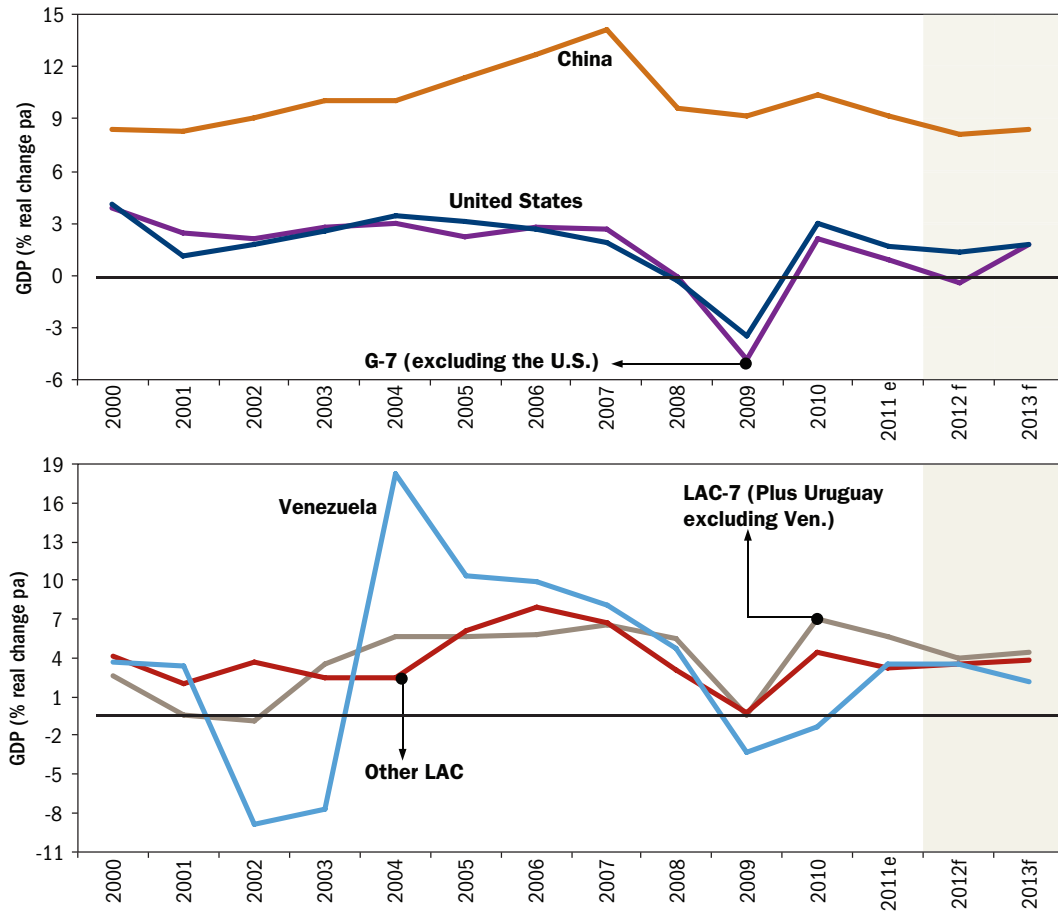 GDP (% real change pa)
15
12
9
6
3
0
-3
-6
China
United States
G-7 (excluding the U.S.)
2000
2001
2002
2003
2004
2005
2006
2007
2008
2009
2010
2011 e
2012 f
2013 f
GDP (% real change pa)
19
16
13
10
7
4
1
-2
-5
-8
-11
Venezuela
LAC-7 (Plus Uruguay
excluding Ven.)
Other LAC
2000
2001
2002
2003
2004
2005
2006
2007
2008
2009
2010
2011e
2012f
2013f